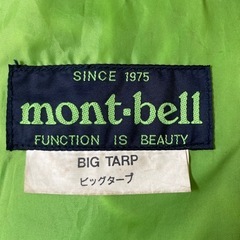 SINCE 1975
mont-bell
FUNCTION IS BEAUTY
BIG TARP
ビッグタープ